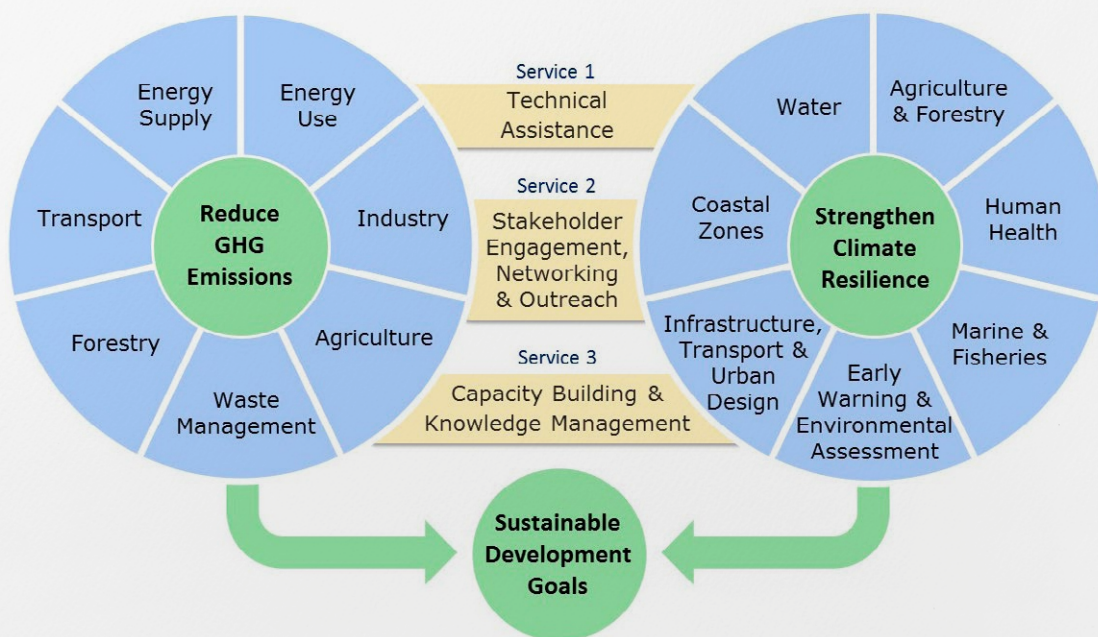 Energy
Supply
Energy
Use
Transport
Reduce
GHG
Emissions
Industry
Forestry
Waste
Management
Agriculture
Service 1
Technical
Assistance
Service 2
Stakeholder
Engagement,
Networking
& Outreach
Service 3
Capacity Building &
Knowledge Management
Water
Agriculture
& Forestry
Coastal
Zones
Strengthen
Climate
Resilience
Human
Health
Infrastructure,
Transport &
Urban
Design
Early
Warning &
Environmental
Assessment
Marine &
Fisheries
Sustainable
Development
Goals